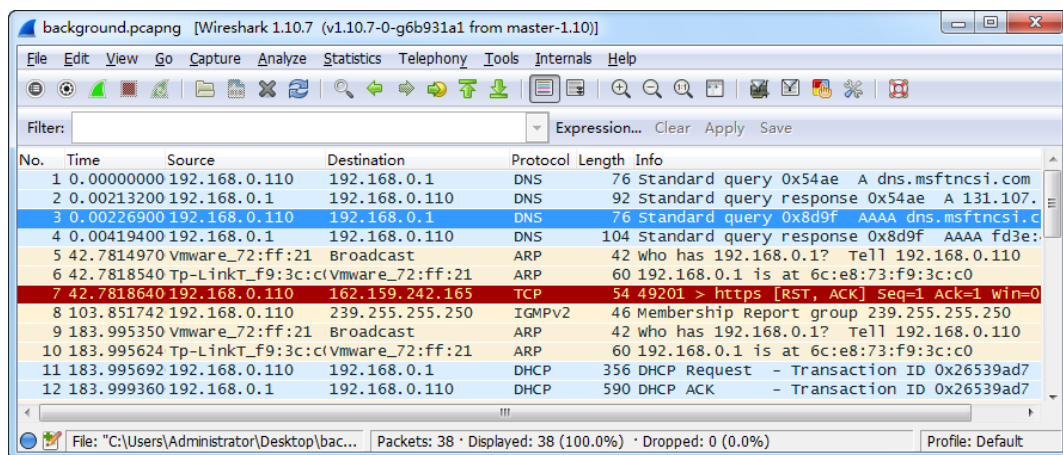 background.pcapng [Wireshark 1.10.7 (v1.10.7-0-g6b931a1 from master-1.10)]
File Edit View Go Capture Analyze Statistics Telephony Tools Internals Help
Filter: Expression... Clear Apply Save
No. Time Source Destination Protocol Length Info
1 0.00000000 192.168.0.110 192.168.0.1 DNS 76 Standard query 0x54ae A dns.msftncsi.com
2 0.00213200 192.168.0.1 192.168.0.110 DNS 92 Standard query response 0x54ae A 131.107.
3 0.00226900 192.168.0.110 192.168.0.1 DNS 76 Standard query 0x8d9f AAAA dns.msftncsi.c
4 0.00419400 192.168.0.1 192.168.0.110 DNS 104 Standard query response 0x8d9f AAAA fd3e:
5 42.7814970 Vmware_72:ff:21 Broadcast ARP 42 Who has 192.168.0.1? Tell 192.168.0.110
6 42.7818540 Tp-LinkT_f9:3c:c( Vmware_72:ff:21 ARP 60 192.168.0.1 is at 6c:e8:73:f9:3c:c0
7 42.7818640 192.168.0.110 162.159.242.165 TCP 54 49201 > https [RST, ACK] Seq=1 Ack=1 Win=0
8 103.851742 192.168.0.110 239.255.255.250 IGMPv2 46 Membership Report group 239.255.255.250
9 183.995350 Vmware_72:ff:21 Broadcast ARP 42 Who has 192.168.0.1? Tell 192.168.0.110
10 183.995624 Tp-LinkT_f9:3c:c( Vmware_72:ff:21 ARP 60 192.168.0.1 is at 6c:e8:73:f9:3c:c0
11 183.995692 192.168.0.110 192.168.0.1 DHCP 356 DHCP Request - Transaction ID 0x26539ad7
12 183.999360 192.168.0.1 192.168.0.110 DHCP 590 DHCP ACK - Transaction ID 0x26539ad7
File: "C:\Users\Administrator\Desktop\bac... Packets: 38 · Displayed: 38 (100.0%) · Dropped: 0 (0.0%) Profile: Default